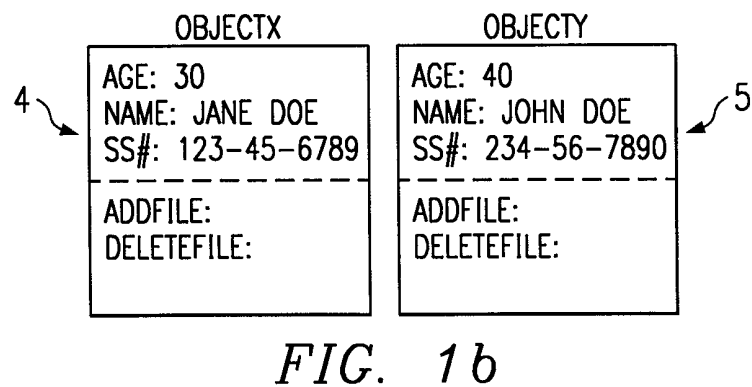 OBJECTX
AGE: 30
NAME: JANE DOE
SS#: 123-45-6789
ADDFILE:
DELETEFILE:
4
OBJECTY
AGE: 40
NAME: JOHN DOE
SS#: 234-56-7890
ADDFILE:
DELETEFILE:
5
FIG. 1b